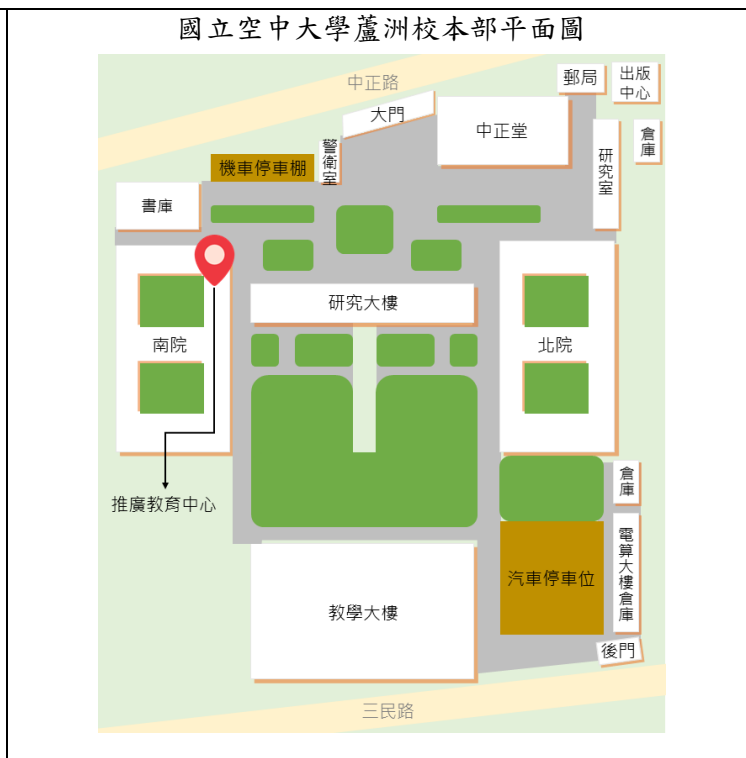 國立空中大學蘆洲校本部平面圖
中正路
郵局
出版
中心
大門
中正堂
倉庫
警衛室
研究室
機車停車棚
書庫
研究大樓
南院
北院
推廣教育中心
倉庫
電算大樓倉庫
汽車停車位
教學大樓
後門
三民路